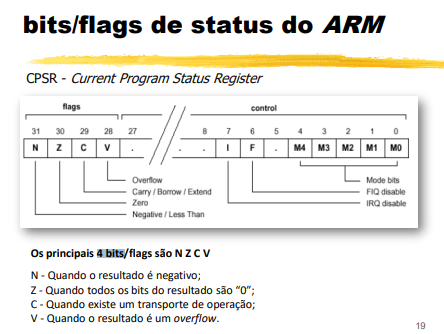 bits/flags de status do ARM
CPSR - Current Program Status Register
flags control
31 30 29 28 27 8 7 6 5 4 3 2 1 0
N Z C V . . . I F . M4 M3 M2 M1 M0
Overflow
Carry / Borrow / Extend
Zero
Negative / Less Than
Mode bits
FIQ disable
IRQ disable
Os principais 4 bits/flags são N Z C V
N - Quando o resultado é negativo;
Z - Quando todos os bits do resultado são “0”;
C - Quando existe um transporte de operação;
V - Quando o resultado é um overflow.
19